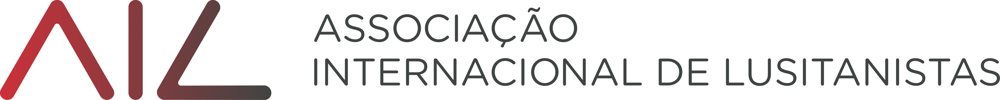 AIL
ASSOCIAÇÃO
INTERNACIONAL DE LUSITANISTAS